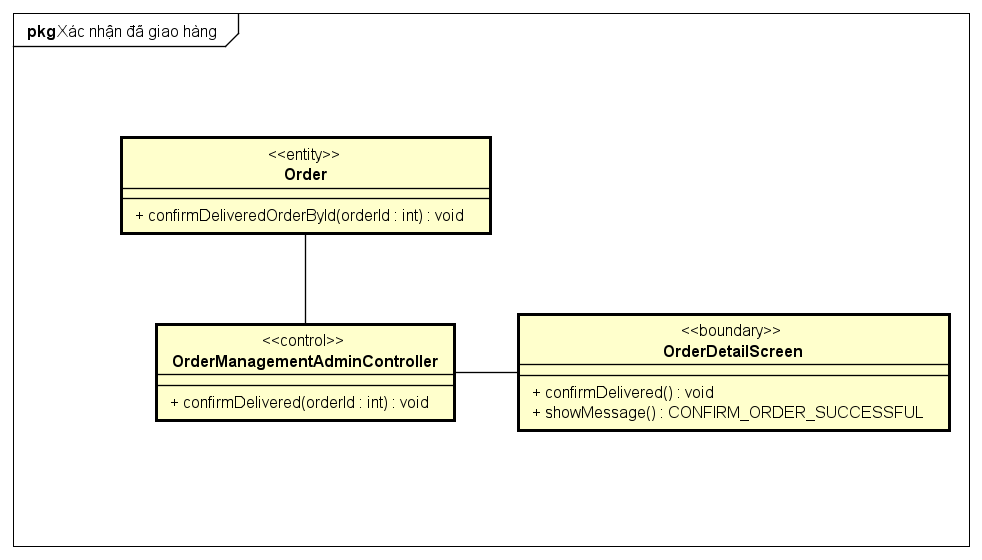 pkg Xác nhận đã giao hàng
<<entity>>
Order
+ confirmDeliveredOrderById(orderId : int) : void
<<control>>
OrderManagementAdminController
+ confirmDelivered(orderId : int) : void
<<boundary>>
OrderDetailScreen
+ confirmDelivered() : void
+ showMessage() : CONFIRM_ORDER_SUCCESSFUL